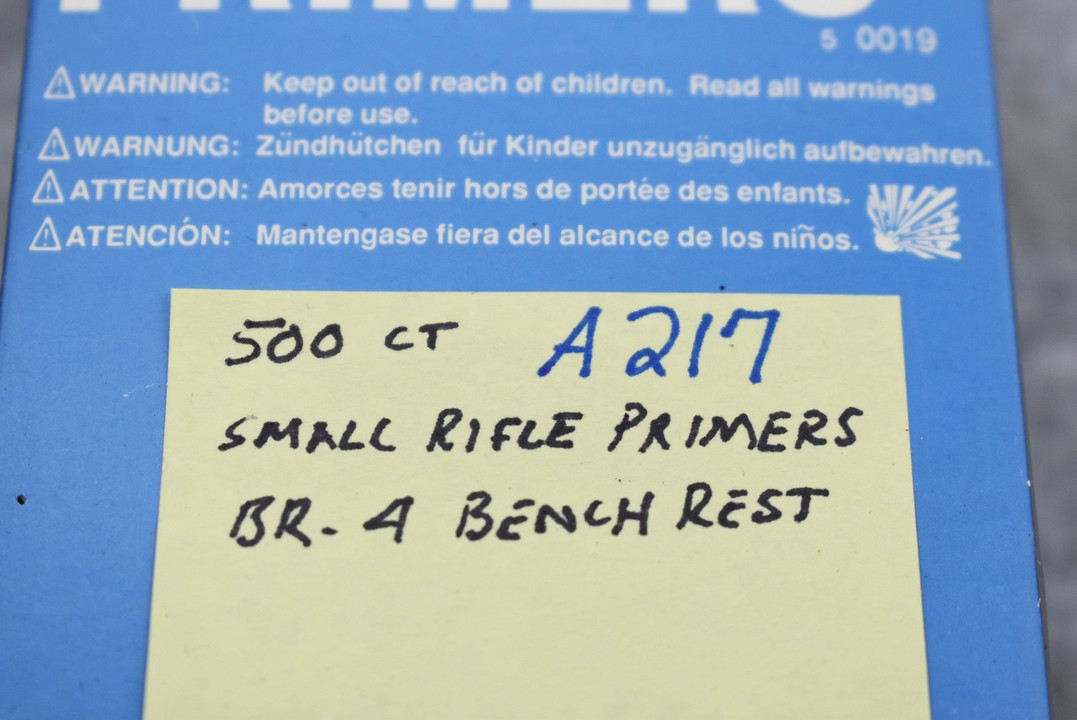 PRIMERS
5 0019
WARNING: Keep out of reach of children. Read all warnings
before use.
WARNUNG: Zündhütchen für Kinder unzugänglich aufbewahren.
ATTENTION: Amorces tenir hors de portée des enfants.
ATENCIÓN: Mantengase fiera del alcance de los niños.
500 CT A217
SMALL RIFLE PRIMERS
BR. 4 BENCH REST